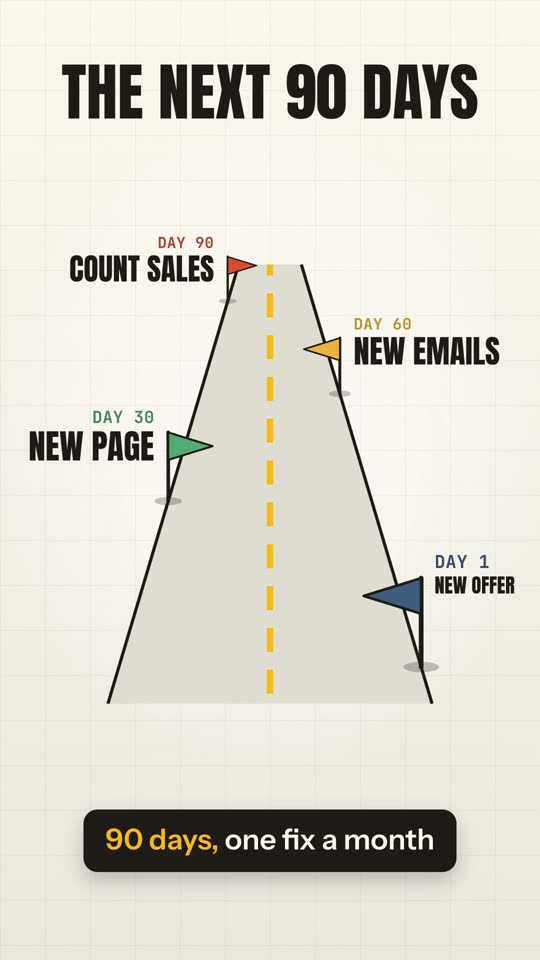 THE NEXT 90 DAYS
DAY 90
COUNT SALES
DAY 60
NEW EMAILS
DAY 30
NEW PAGE
DAY 1
NEW OFFER
90 days, one fix a month